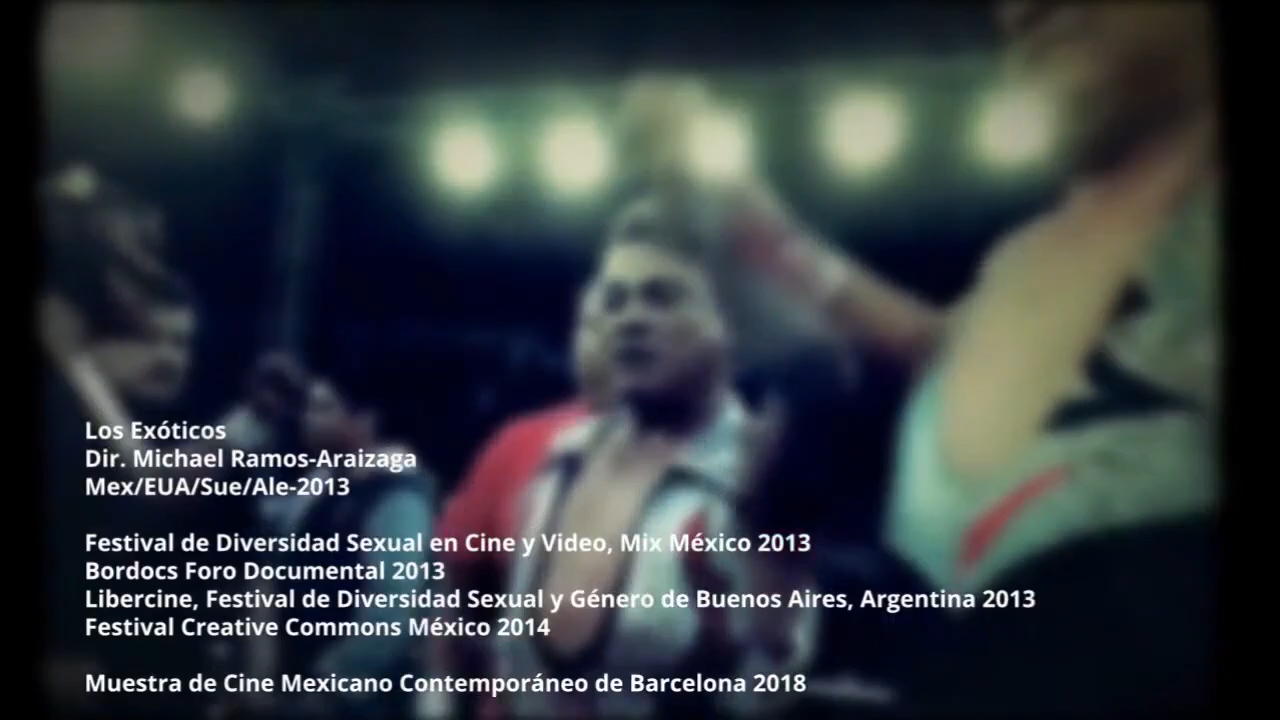 Los Exóticos
Dir. Michael Ramos-Araizaga
Mex/EUA/Sue/Ale-2013
Festival de Diversidad Sexual en Cine y Video, Mix México 2013
Bordocs Foro Documental 2013
Libercine, Festival de Diversidad Sexual y Género de Buenos Aires, Argentina 2013
Festival Creative Commons México 2014
Muestra de Cine Mexicano Contemporáneo de Barcelona 2018